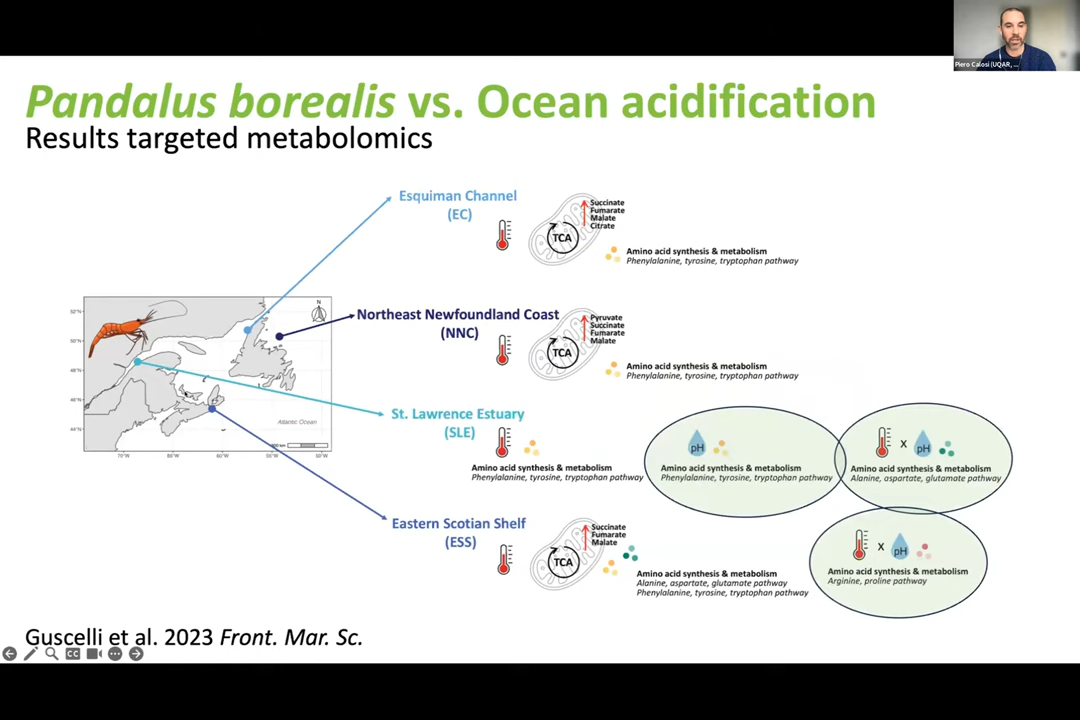 Piero Calosi (UQAR, ...
Pandalus borealis vs. Ocean acidification
Results targeted metabolomics
Esquiman Channel
(EC)
TCA
Succinate
Fumarate
Malate
Citrate
Amino acid synthesis & metabolism
Phenylalanine, tyrosine, tryptophan pathway
Northeast Newfoundland Coast
(NNC)
TCA
Pyruvate
Succinate
Fumarate
Malate
Amino acid synthesis & metabolism
Phenylalanine, tyrosine, tryptophan pathway
N
Atlantic Ocean
St. Lawrence Estuary
(SLE)
Amino acid synthesis & metabolism
Phenylalanine, tyrosine, tryptophan pathway
pH
Amino acid synthesis & metabolism
Phenylalanine, tyrosine, tryptophan pathway
x pH
Amino acid synthesis & metabolism
Alanine, aspartate, glutamate pathway
Eastern Scotian Shelf
(ESS)
TCA
Succinate
Fumarate
Malate
Amino acid synthesis & metabolism
Alanine, aspartate, glutamate pathway
Phenylalanine, tyrosine, tryptophan pathway
x pH
Amino acid synthesis & metabolism
Arginine, proline pathway
Guscelli et al. 2023 Front. Mar. Sc.
CC